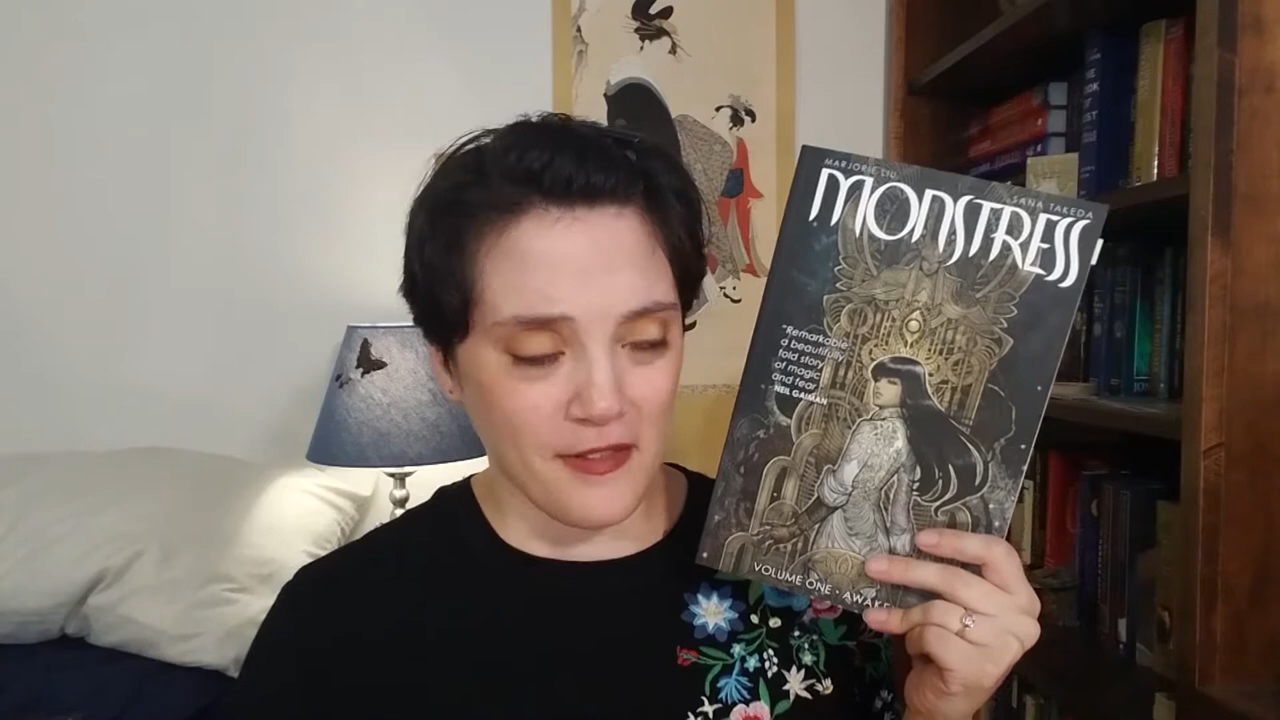 MARJORIE LIU
SANA TAKEDA
MONSTRESS
"Remarkable:
a beautifully
told story
of magic
and fear."
-NEIL GAIMAN
VOLUME ONE • AWAKE